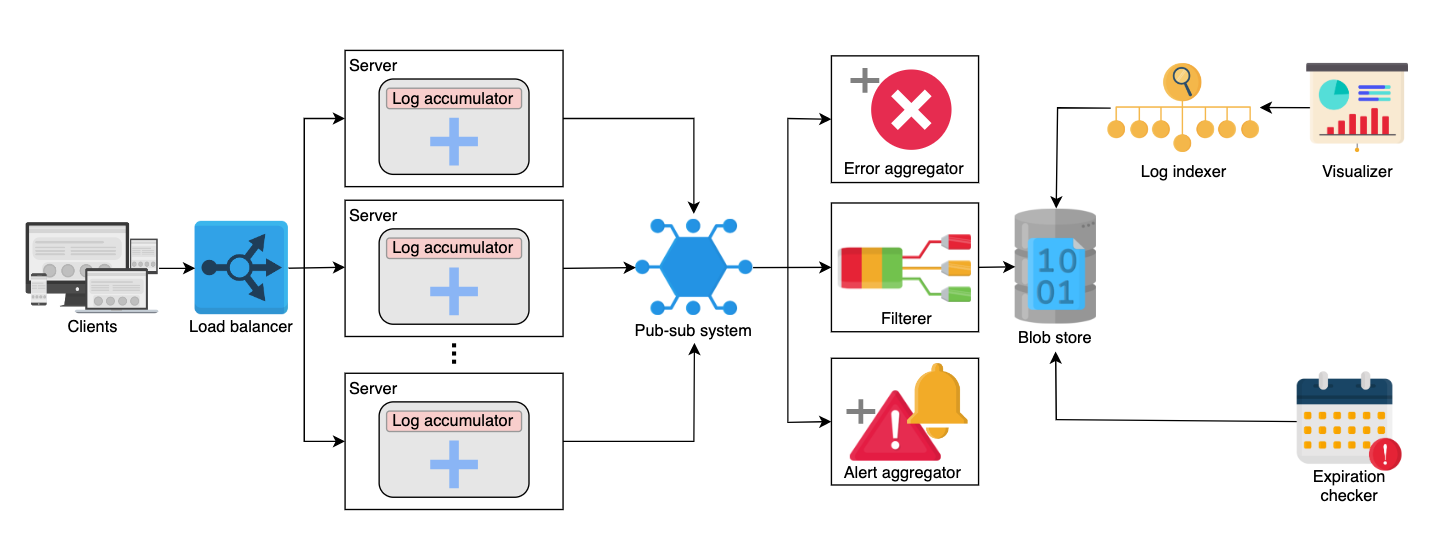 Server
Log accumulator
Server
Log accumulator
Server
Log accumulator
Clients
Load balancer
Pub-sub system
Error aggregator
Filterer
Alert aggregator
10
01
Blob store
Log indexer
Visualizer
Expiration
checker